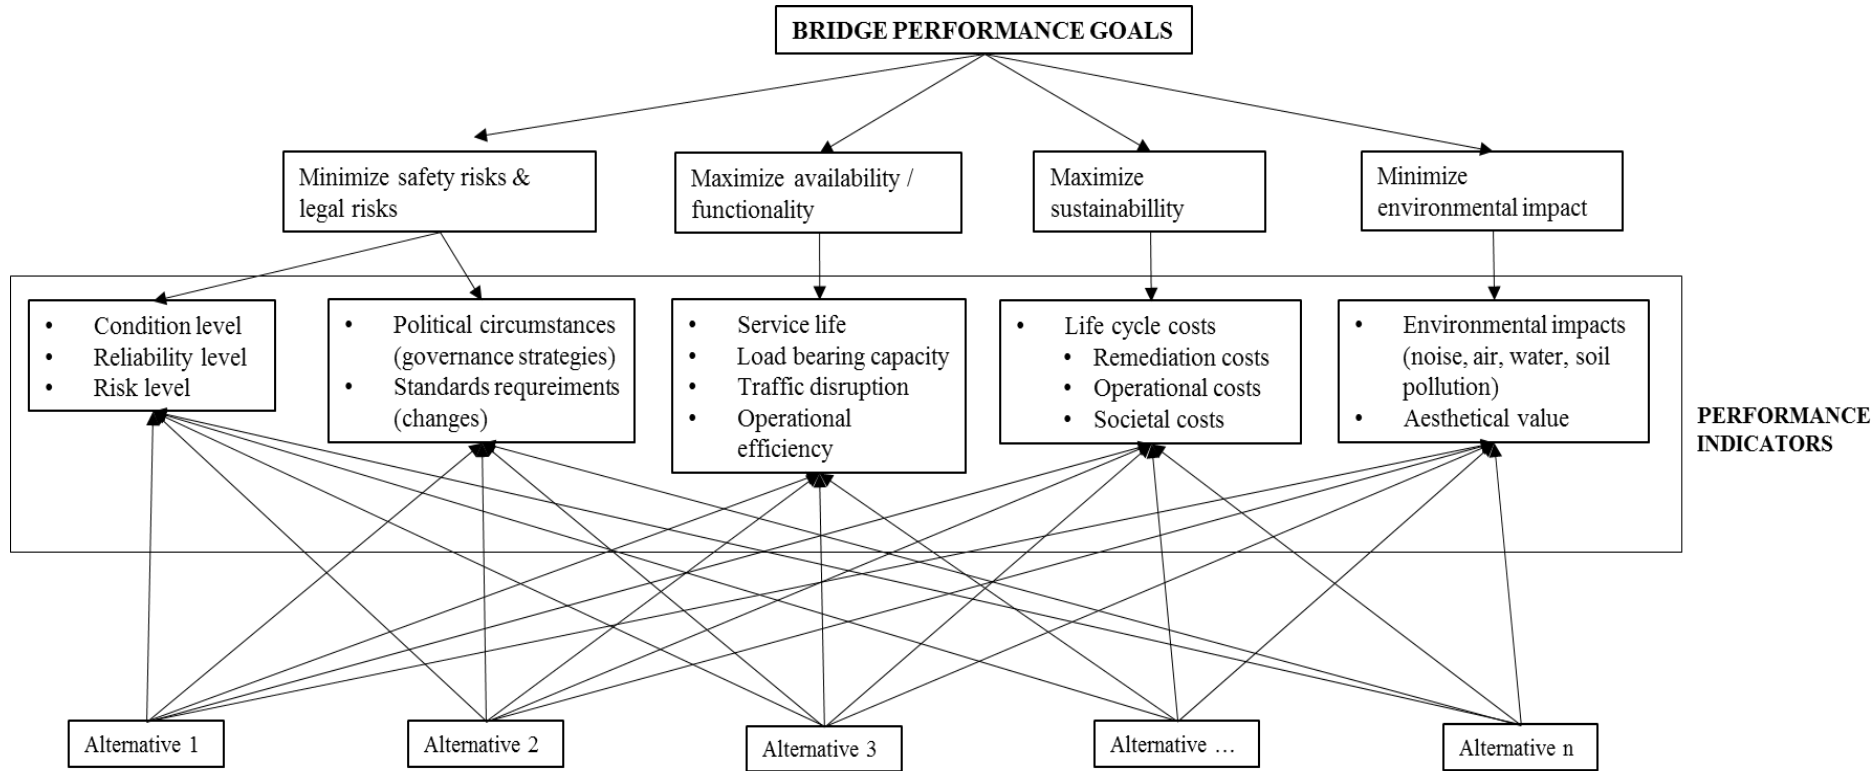 BRIDGE PERFORMANCE GOALS
Minimize safety risks &
legal risks
Maximize availability /
functionality
Maximize
sustainabillity
Minimize
environmental impact
• Condition level
• Reliability level
• Risk level
• Political circumstances
(governance strategies)
• Standards requreiments
(changes)
• Service life
• Load bearing capacity
• Traffic disruption
• Operational
efficiency
• Life cycle costs
• Remediation costs
• Operational costs
• Societal costs
• Environmental impacts
(noise, air, water, soil
pollution)
• Aesthetical value
PERFORMANCE
INDICATORS
Alternative 1
Alternative 2
Alternative 3
Alternative …
Alternative n